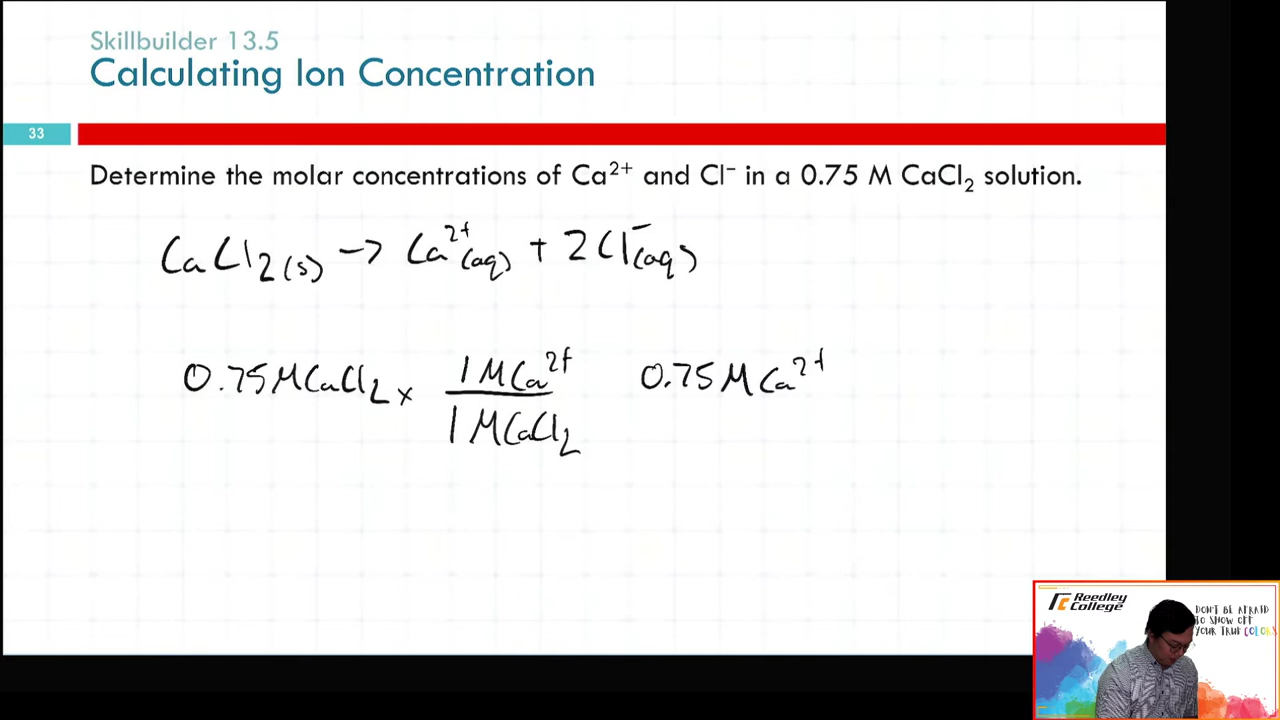 Skillbuilder 13.5
Calculating Ion Concentration
33
Determine the molar concentrations of Ca²⁺ and Cl⁻ in a 0.75 M CaCl₂ solution.
CaCl₂(s) → Ca²⁺(aq) + 2Cl⁻(aq)
0.75 M CaCl₂ × 1 M Ca²⁺ 0.75 M Ca²⁺
1 M CaCl₂
Reedley
College
DON'T BE AFRAID
TO SHOW OFF
YOUR TRUE COLORS